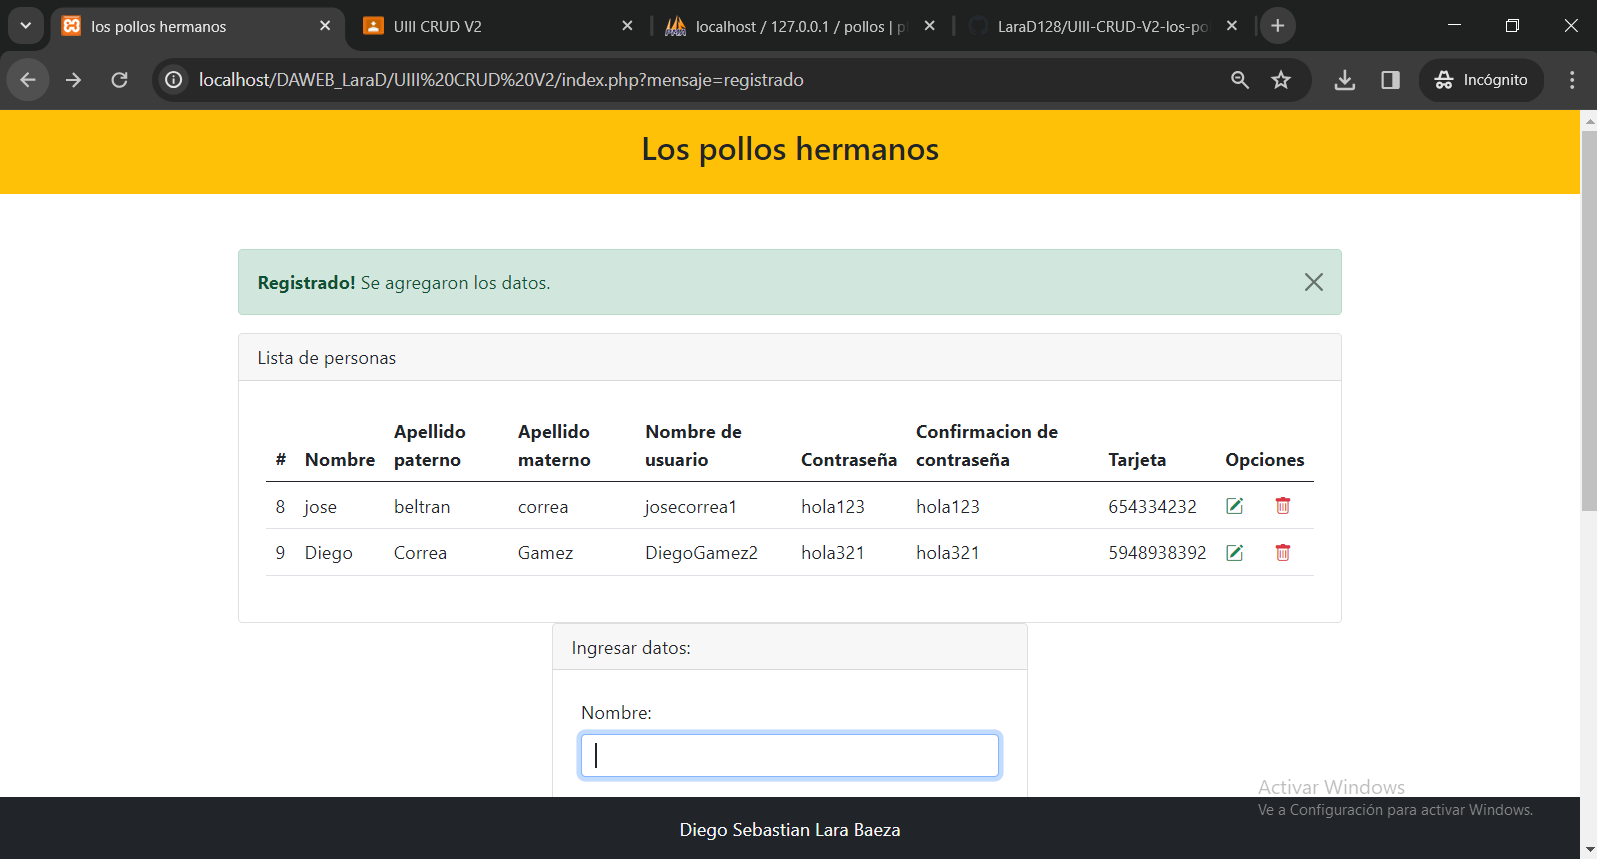 los pollos hermanos
UIII CRUD V2
localhost / 127.0.0.1 / pollos | p
LaraD128/UIII-CRUD-V2-los-po
localhost/DAWEB_LaraD/UIII%20CRUD%20V2/index.php?mensaje=registrado
Incógnito
Los pollos hermanos
Registrado! Se agregaron los datos.
Lista de personas
# Nombre Apellido paterno Apellido materno Nombre de usuario Contraseña Confirmacion de contraseña Tarjeta Opciones
8 jose beltran correa josecorrea1 hola123 hola123 654334232
9 Diego Correa Gamez DiegoGamez2 hola321 hola321 5948938392
Ingresar datos:
Nombre:
Activar Windows
Ve a Configuración para activar Windows.
Diego Sebastian Lara Baeza